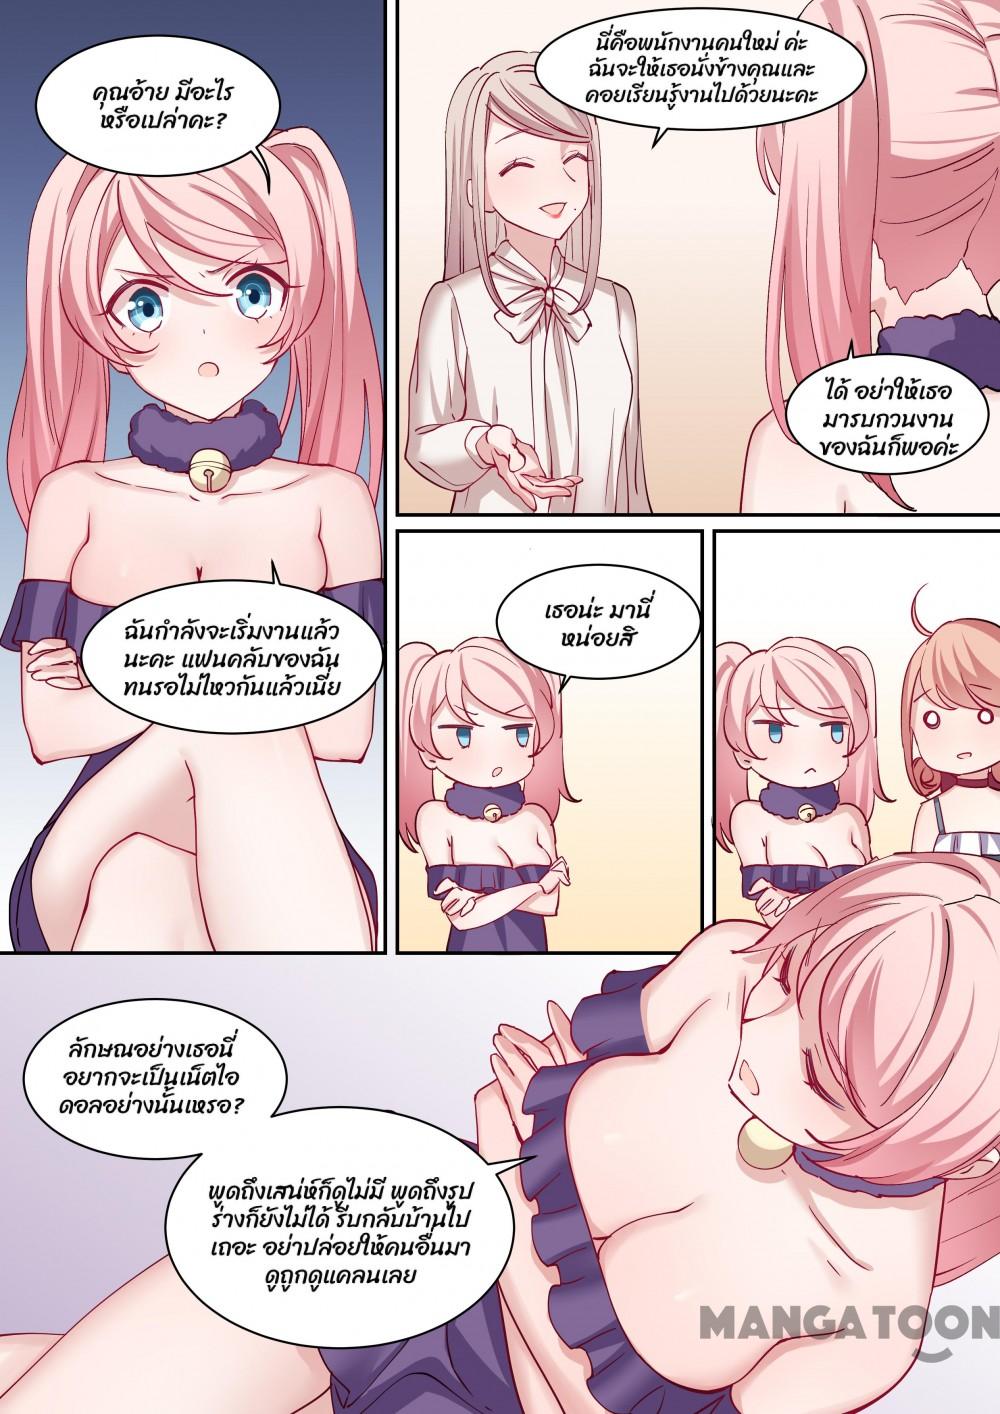 คุณอ้าย มีอะไร
หรือเปล่าคะ?
นี่คือพนักงานคนใหม่ ค่ะ
ฉันจะให้เธอนั่งข้างคุณและ
คอยเรียนรู้งานไปด้วยนะคะ
ได้ อย่าให้เธอ
มารบกวนงาน
ของฉันก็พอค่ะ
ฉันกำลังจะเริ่มงานแล้ว
นะคะ แฟนคลับของฉัน
ทนรอไม่ไหวกันแล้วเนี่ย
เธอน่ะ มานี่
หน่อยสิ
ลักษณอย่างเธอนี่
อยากจะเป็นเน็ตไอ
ดอลอย่างนั้นเหรอ?
พูดถึงเสน่ห์ก็ดูไม่มี พูดถึงรูป
ร่างก็ยังไม่ได้ รีบกลับบ้านไป
เถอะ อย่าปล่อยให้คนอื่นมา
ดูถูกดูแคลนเลย
MANGATOON